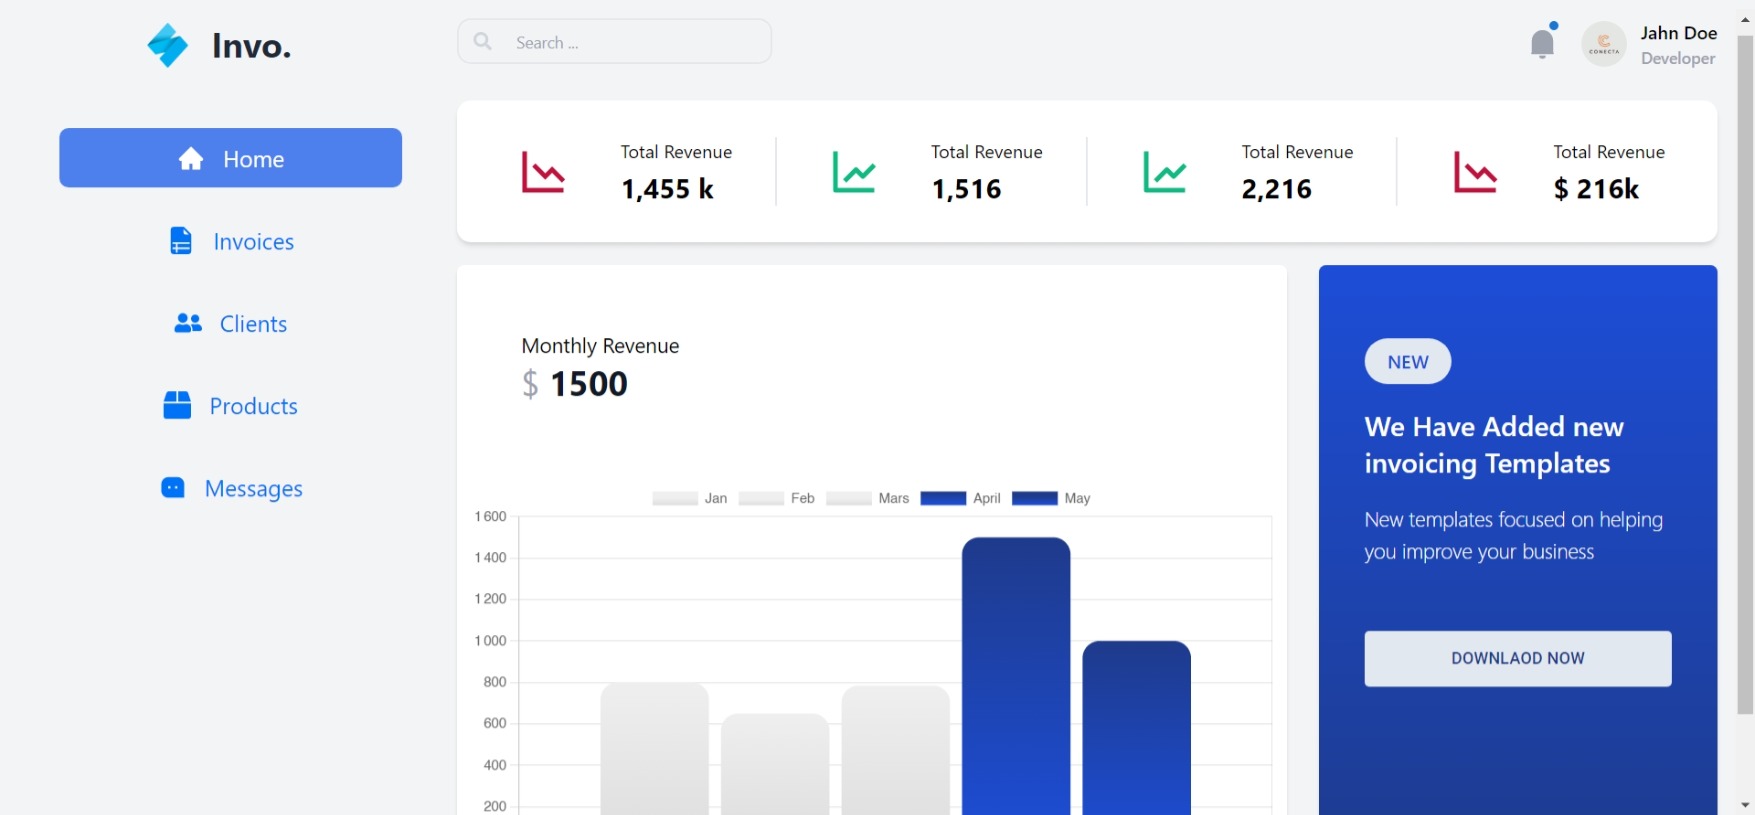 Invo.
Search ...
Jahn Doe
Developer
CONECTA
Home
Invoices
Clients
Products
Messages
Total Revenue
1,455 k
Total Revenue
1,516
Total Revenue
2,216
Total Revenue
$ 216k
Monthly Revenue
$ 1500
Jan Feb Mars April May
1 600
1 400
1 200
1 000
800
600
400
200
NEW
We Have Added new
invoicing Templates
New templates focused on helping
you improve your business
DOWNLAOD NOW